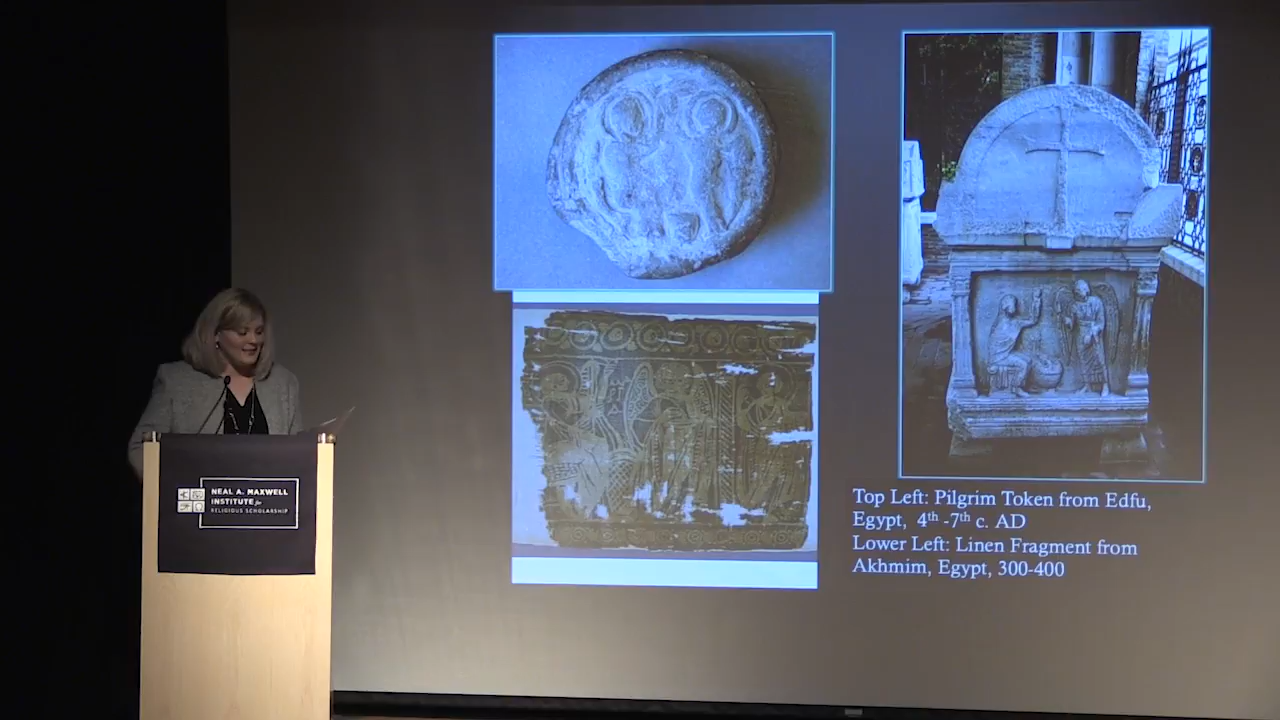 NEAL A. MAXWELL
INSTITUTE for
RELIGIOUS SCHOLARSHIP
Top Left: Pilgrim Token from Edfu,
Egypt, 4th -7th c. AD
Lower Left: Linen Fragment from
Akhmim, Egypt, 300-400